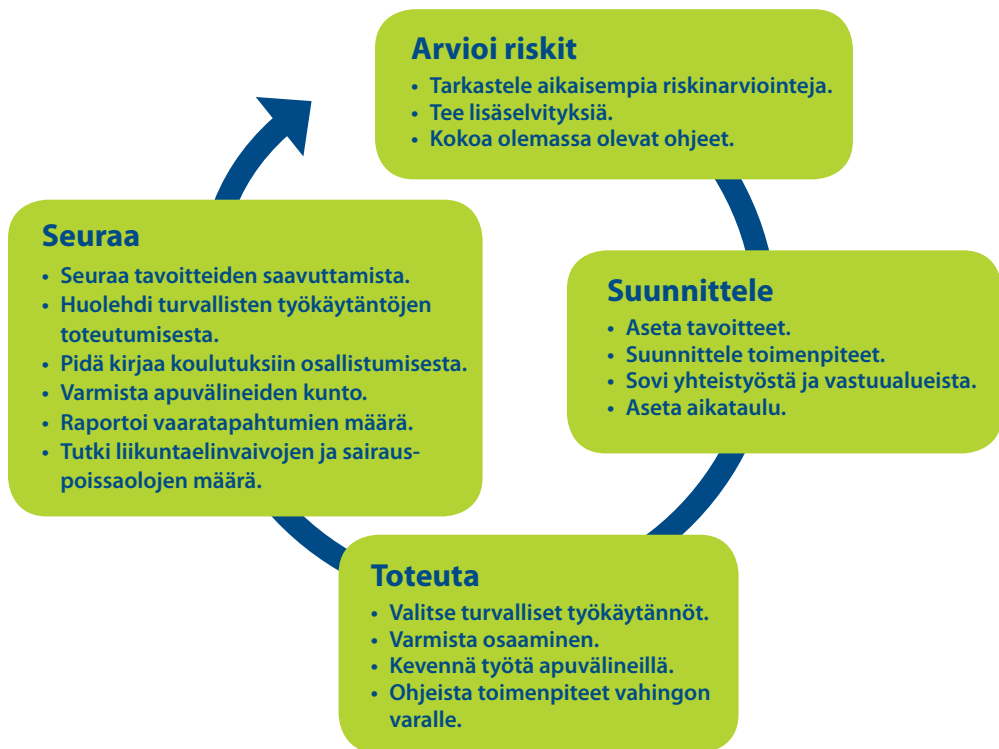 Arvioi riskit
• Tarkastele aikaisempia riskinarviointeja.
• Tee lisäselvityksiä.
• Kokoa olemassa olevat ohjeet.
Suunnittele
• Aseta tavoitteet.
• Suunnittele toimenpiteet.
• Sovi yhteistyöstä ja vastuualueista.
• Aseta aikataulu.
Toteuta
• Valitse turvalliset työkäytännöt.
• Varmista osaaminen.
• Kevennä työtä apuvälineillä.
• Ohjeista toimenpiteet vahingon
varalle.
Seuraa
• Seuraa tavoitteiden saavuttamista.
• Huolehdi turvallisten työkäytäntöjen
toteutumisesta.
• Pidä kirjaa koulutuksiin osallistumisesta.
• Varmista apuvälineiden kunto.
• Raportoi vaaratapahtumien määrä.
• Tutki liikuntaelinvaivojen ja sairaus-
poissaolojen määrä.